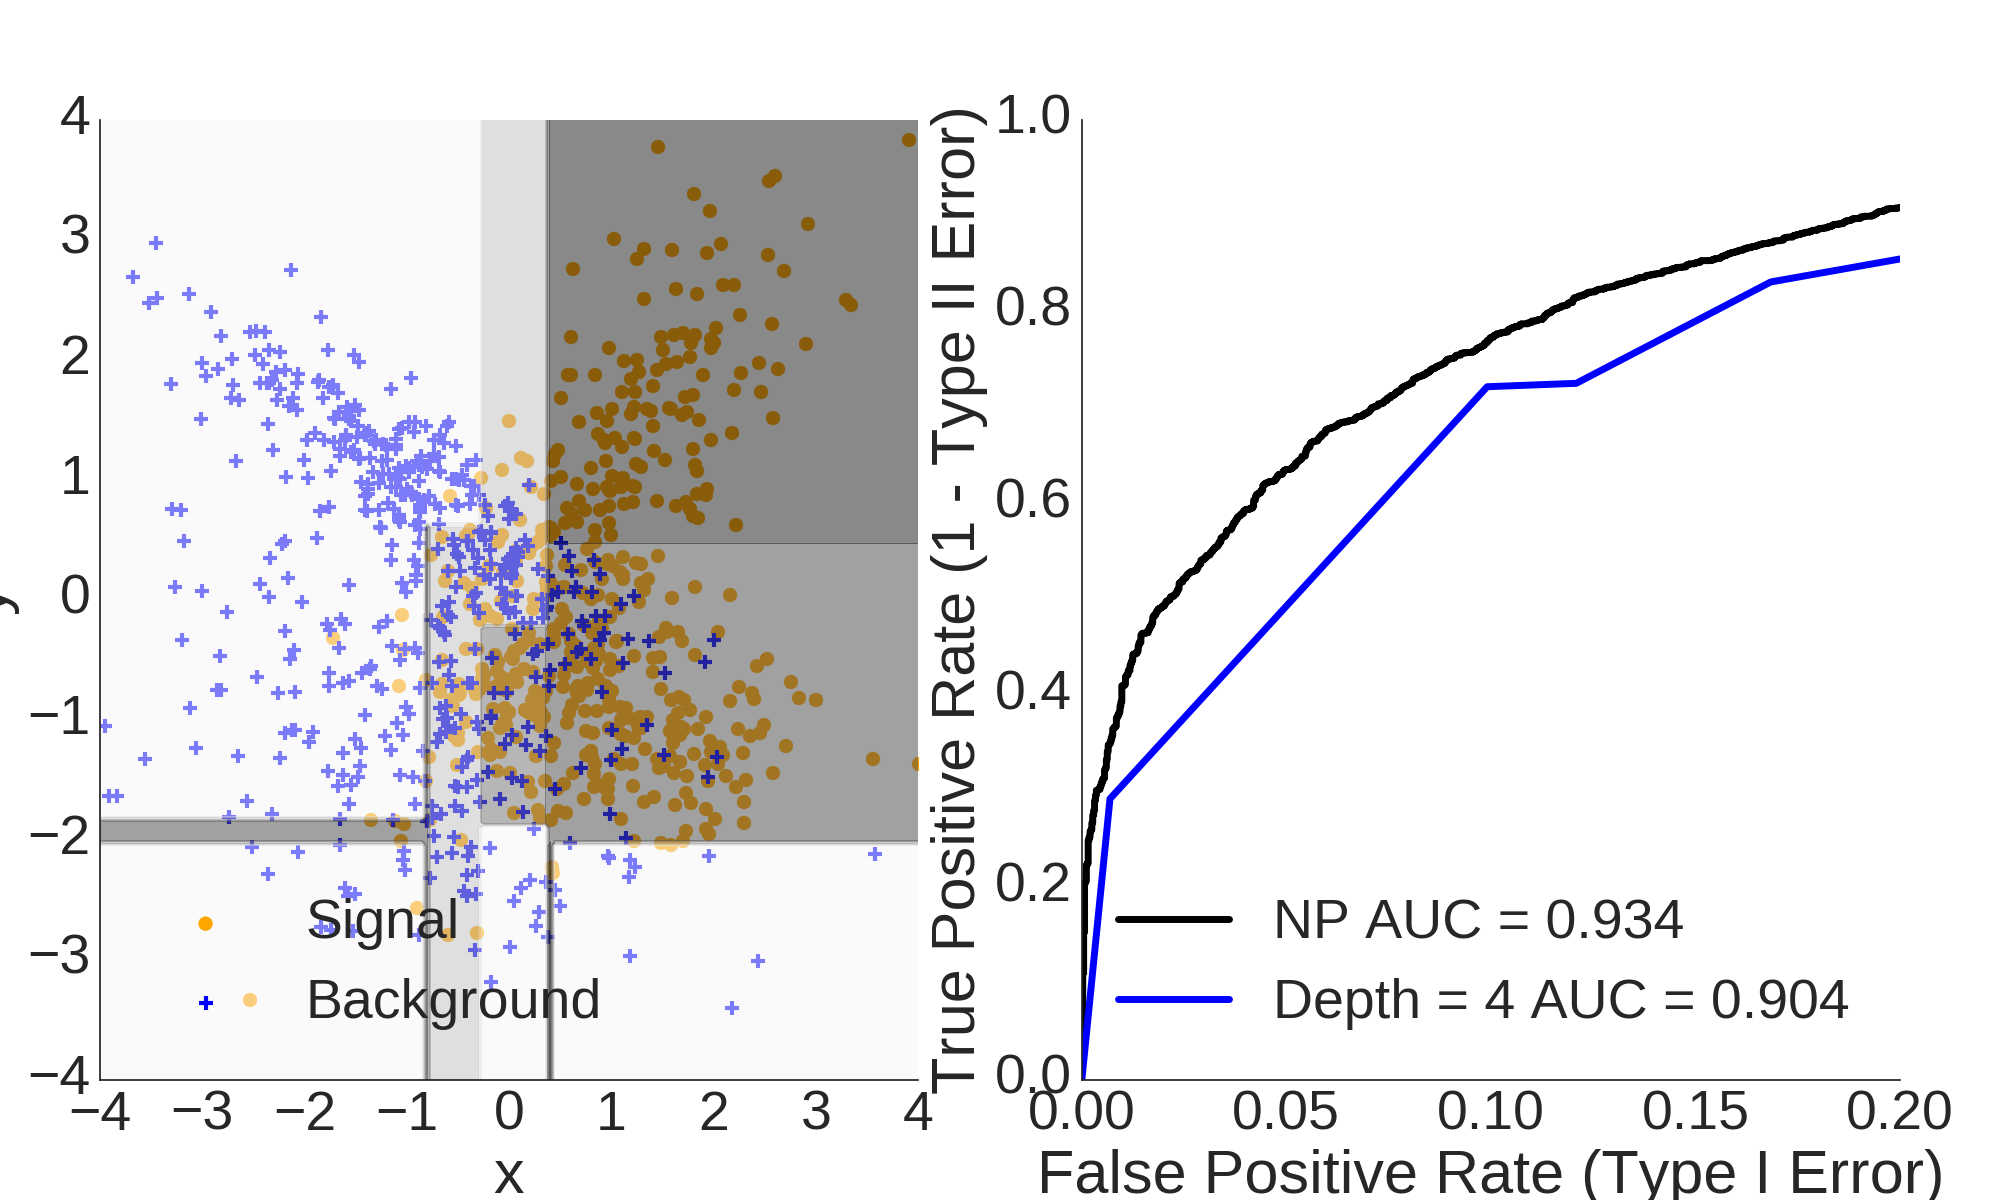 4
3
2
1
0
−1
−2
−3
−4
y
−4 −3 −2 −1 0 1 2 3 4
x
Signal
Background
True Positive Rate (1 - Type II Error)
1.0
0.8
0.6
0.4
0.2
0.0
0.00 0.05 0.10 0.15 0.20
False Positive Rate (Type I Error)
NP AUC = 0.934
Depth = 4 AUC = 0.904